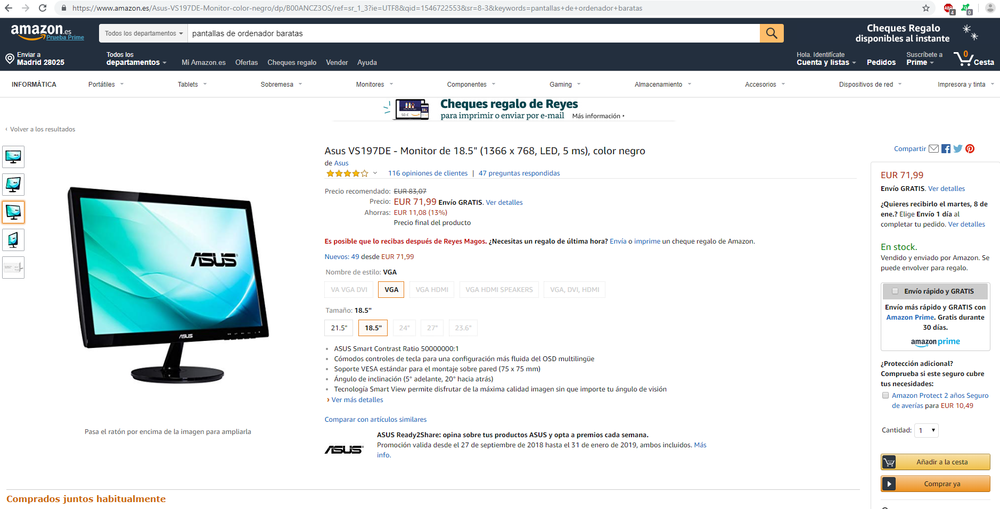 https://www.amazon.es/Asus-VS197DE-Monitor-color-negro/dp/B00ANCZ3OS/ref=sr_1_3?ie=UTF8&qid=1546722553&sr=8-3&keywords=pantallas+de+ordenador+baratas
ABP 4 0
amazon.es
Prueba Prime
Todos los departamentos
pantallas de ordenador baratas
Cheques Regalo
disponibles al instante
Enviar a
Madrid 28025
Todos los
departamentos
Mi Amazon.es Ofertas Cheques regalo Vender Ayuda
Hola. Identifícate
Cuenta y listas
Pedidos
Suscríbete a
Prime
0
Cesta
INFORMÁTICA Portátiles Tablets Sobremesa Monitores Componentes Gaming Almacenamiento Accesorios Dispositivos de red Impresora y tinta
50 €
Cheques regalo de Reyes
para imprimir o enviar por e-mail Más información ‣
‹ Volver a los resultados
ASUS
ASUS
Pasa el ratón por encima de la imagen para ampliarla
Asus VS197DE - Monitor de 18.5" (1366 x 768, LED, 5 ms), color negro
de Asus
116 opiniones de clientes | 47 preguntas respondidas
Precio recomendado: EUR 83,07
Precio: EUR 71,99 Envío GRATIS. Ver detalles
Ahorras: EUR 11,08 (13%)
Precio final del producto
Es posible que lo recibas después de Reyes Magos. ¿Necesitas un regalo de última hora? Envía o imprime un cheque regalo de Amazon.
Nuevos: 49 desde EUR 71,99
Nombre de estilo: VGA
VA VGA DVI VGA VGA HDMI VGA HDMI SPEAKERS VGA, DVI, HDMI
Tamaño: 18.5"
21.5" 18.5" 24" 27" 23.6"
• ASUS Smart Contrast Ratio 50000000:1
• Cómodos controles de tecla para una configuración más fluida del OSD multilingüe
• Soporte VESA estándar para el montaje sobre pared (75 x 75 mm)
• Ángulo de inclinación (5° adelante, 20° hacia atrás)
• Tecnología Smart View permite disfrutar de la máxima calidad imagen sin que importe tu ángulo de visión
› Ver más detalles
Comparar con artículos similares
ASUS
ASUS Ready2Share: opina sobre tus productos ASUS y opta a premios cada semana.
Promoción valida desde el 27 de septiembre de 2018 hasta el 31 de enero de 2019, ambos incluidos. Más
info.
Compartir
EUR 71,99
Envío GRATIS. Ver detalles
¿Quieres recibirlo el martes, 8 de
ene.? Elige Envío 1 día al
completar tu pedido. Ver detalles
En stock.
Vendido y enviado por Amazon. Se
puede envolver para regalo.
Envío rápido y GRATIS
Envío más rápido y GRATIS con
Amazon Prime. Gratis durante
30 días.
amazon prime
¿Protección adicional?
Comprueba si este seguro cubre
tus necesidades:
Amazon Protect 2 años Seguro
de averías para EUR 10,49
Cantidad: 1
Añadir a la cesta
Comprar ya
Comprados juntos habitualmente